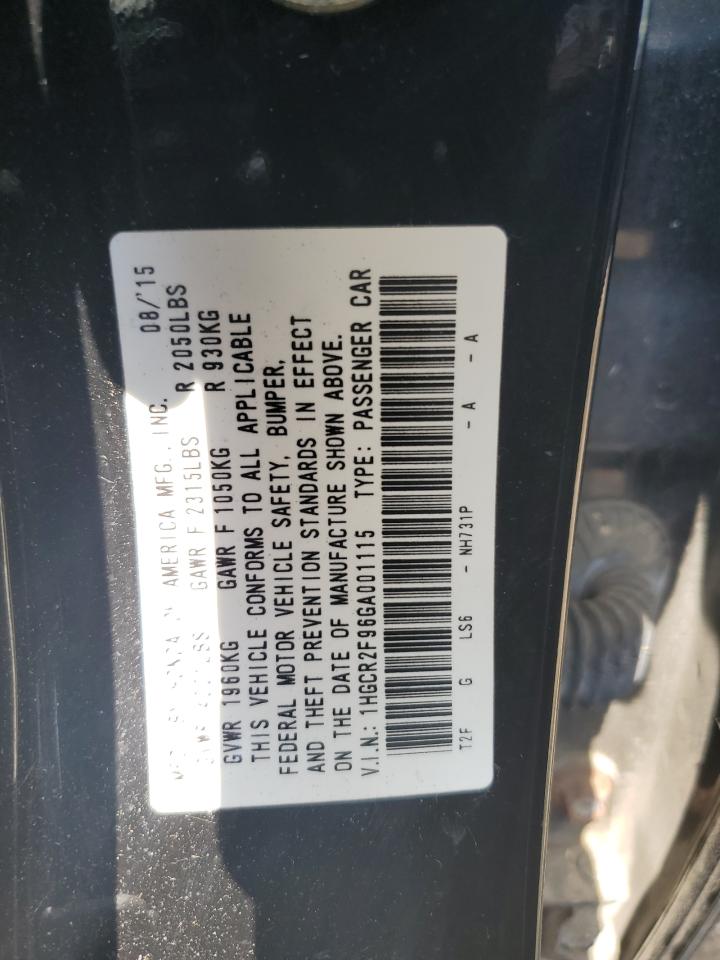 AMERICA MFG., INC. 08/'15
GAWR F 2315LBS R 2050LBS
GVWR 1960KG GAWR F 1050KG R 930KG
THIS VEHICLE CONFORMS TO ALL APPLICABLE
FEDERAL MOTOR VEHICLE SAFETY, BUMPER,
AND THEFT PREVENTION STANDARDS IN EFFECT
ON THE DATE OF MANUFACTURE SHOWN ABOVE.
V.I.N.: 1HGCR2F96GA001115 TYPE: PASSENGER CAR
T2F G LS6 - NH731P - A - A